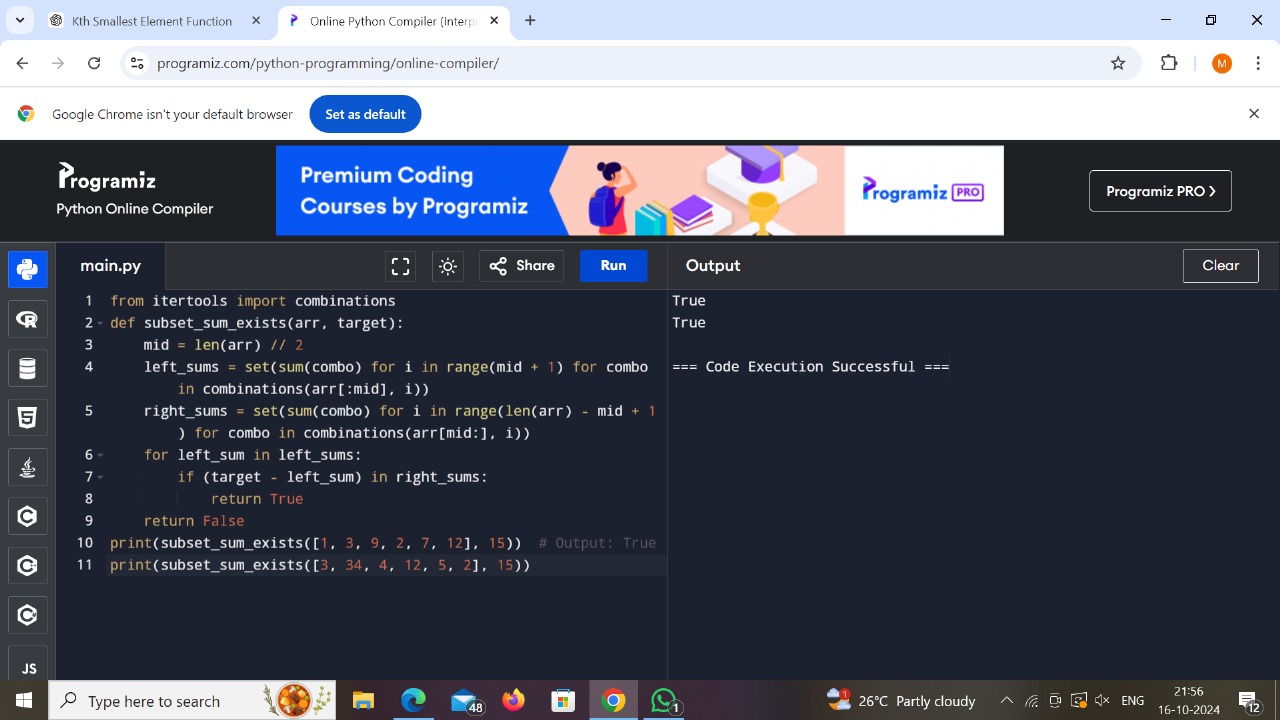 Kth Smallest Element Function
Online Python Compiler (Interp
programiz.com/python-programming/online-compiler/
M
Google Chrome isn't your default browser
Set as default
Programiz
Python Online Compiler
Premium Coding
Courses by Programiz
Programiz PRO
Programiz PRO >
main.py
Share
Run
Output
Clear
1 from itertools import combinations
2 def subset_sum_exists(arr, target):
3 mid = len(arr) // 2
4 left_sums = set(sum(combo) for i in range(mid + 1) for combo
in combinations(arr[:mid], i))
5 right_sums = set(sum(combo) for i in range(len(arr) - mid + 1
) for combo in combinations(arr[mid:], i))
6 for left_sum in left_sums:
7 if (target - left_sum) in right_sums:
8 return True
9 return False
10 print(subset_sum_exists([1, 3, 9, 2, 7, 12], 15))  # Output: True
11 print(subset_sum_exists([3, 34, 4, 12, 5, 2], 15))
True
True
=== Code Execution Successful ===
R
5
C
C
C
JS
Type here to search
48
1
1
26°C Partly cloudy
ENG
21:56
16-10-2024
12